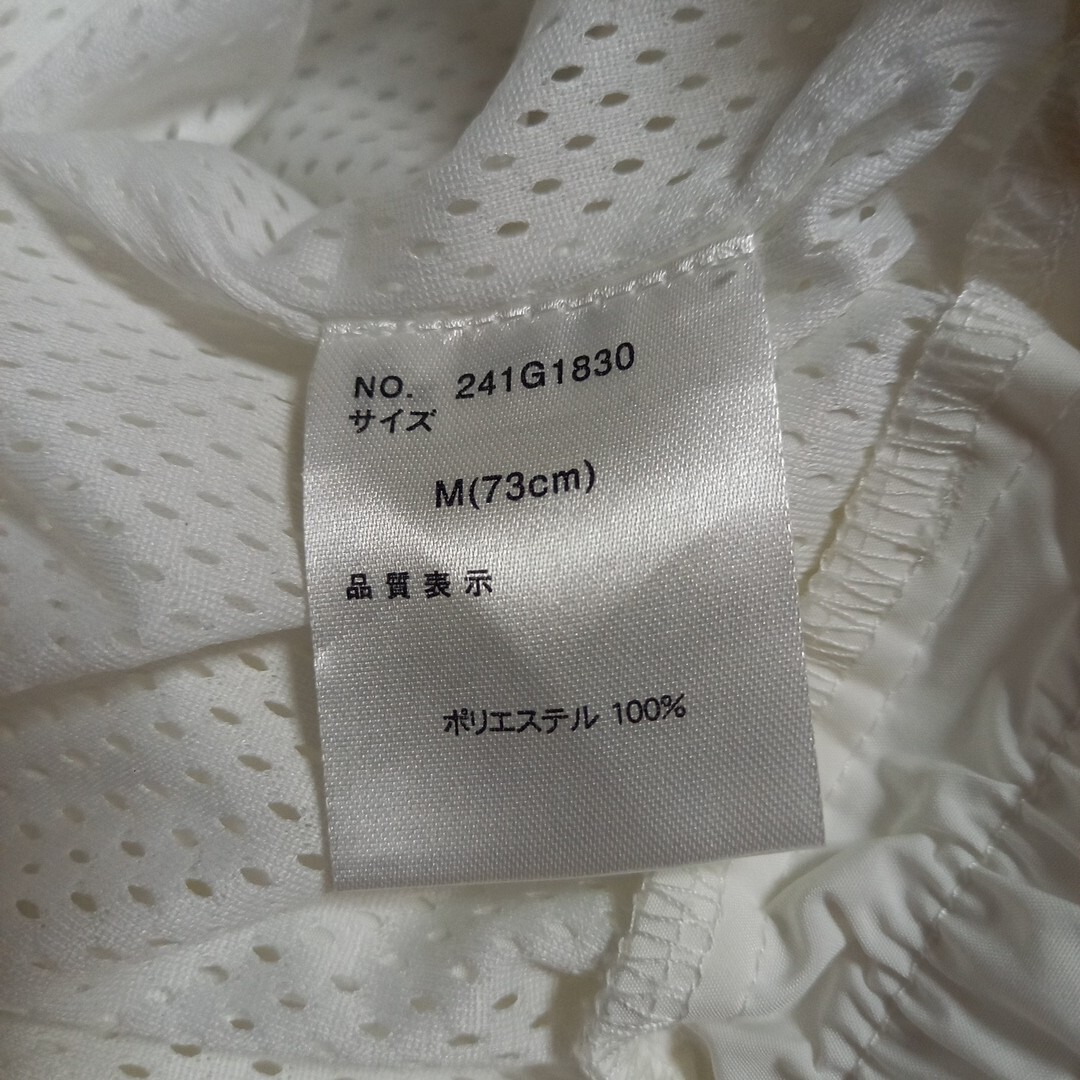 NO. 241G1830
サイズ
M(73cm)
品質表示
ポリエステル 100%